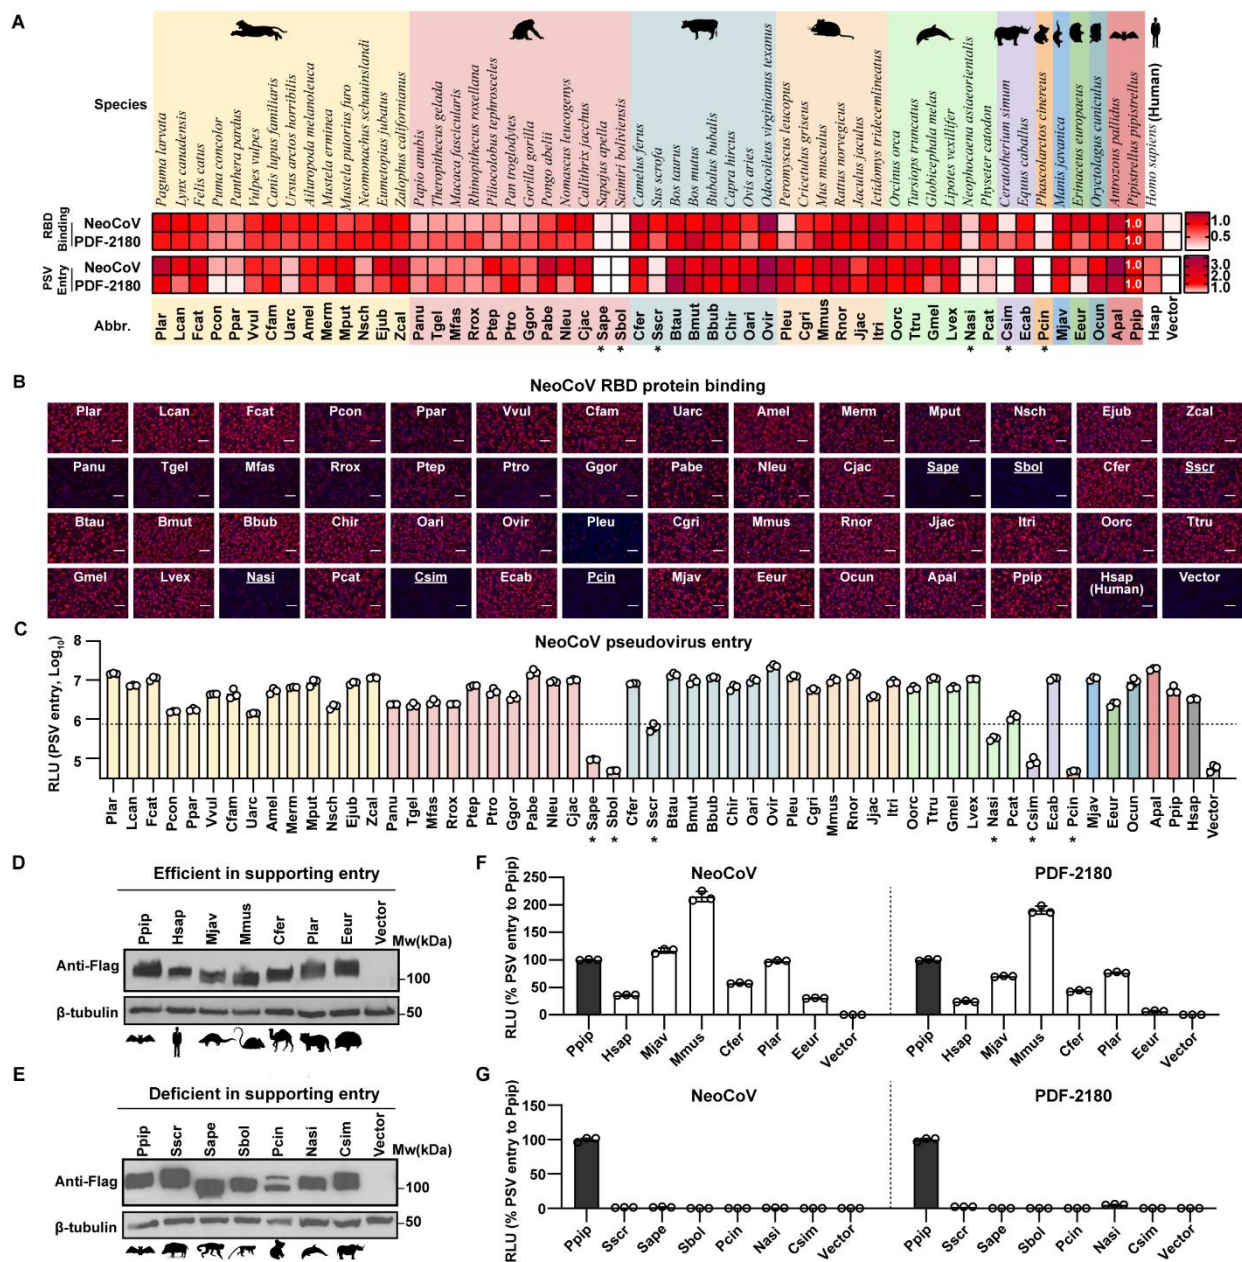 A
Species
Paguma larvata
Lynx canadensis
Felis catus
Puma concolor
Panthera pardus
Vulpes vulpes
Canis lupus familiaris
Ursus arctos horribilis
Ailuropoda melanoleuca
Mustela erminea
Mustela putorius furo
Neomonachus schauinslandi
Eumetopias jubatus
Zalophus californianus
Papio anubis
Theropithecus gelada
Macaca fascicularis
Rhinopithecus roxellana
Piliocolobus tephrosceles
Pan troglodytes
Gorilla gorilla
Pongo abelii
Nomascus leucogenys
Callithrix jacchus
Sapajus apella
Saimiri boliviensis
Camelus ferus
Sus scrofa
Bos taurus
Bos mutus
Bubalus bubalis
Capra hircus
Ovis aries
Odocoileus virginianus texanus
Peromyscus leucopus
Cricetulus griseus
Mus musculus
Rattus norvegicus
Jaculus jaculus
Ictidomys tridecemlineatus
Orcinus orca
Tursiops truncatus
Globicephala melas
Lipotes vexillifer
Neophocaena asiaeorientalis
Physeter catodon
Ceratotherium simum
Equus caballus
Phascolarctos cinereus
Manis javanica
Erinaceus europaeus
Oryctolagus cuniculus
Antrozous pallidus
Pipistrellus pipistrellus
Homo sapiens (Human)
RBD Binding
NeoCoV 1.0
PDF-2180 1.0
1.0
0.5
PSV Entry
NeoCoV 1.0
PDF-2180 1.0
3.0
2.0
1.0
Abbr. Plar Lcan Fcat Pcon Ppar Vvul Cfam Uarc Amel Merm Mput Nsch Ejub Zcal Panu Tgel Mfas Rrox Ptep Ptro Ggor Pabe Nleu Cjac Sape Sbol Cfer Sscr Btau Bmut Bbub Chir Oari Ovir Pleu Cgri Mmus Rnor Jjac Itri Oorc Ttru Gmel Lvex Nasi Pcat Csim Ecab Pcin Mjav Eeur Ocun Apal Ppip Hsap Vector
* * * * * *
B
NeoCoV RBD protein binding
Plar Lcan Fcat Pcon Ppar Vvul Cfam Uarc Amel Merm Mput Nsch Ejub Zcal
Panu Tgel Mfas Rrox Ptep Ptro Ggor Pabe Nleu Cjac Sape Sbol Cfer Sscr
Btau Bmut Bbub Chir Oari Ovir Pleu Cgri Mmus Rnor Jjac Itri Oorc Ttru
Gmel Lvex Nasi Pcat Csim Ecab Pcin Mjav Eeur Ocun Apal Ppip Hsap Vector
(Human)
C
NeoCoV pseudovirus entry
RLU (PSV entry, Log10)
8
7
6
5
Plar Lcan Fcat Pcon Ppar Vvul Cfam Uarc Amel Merm Mput Nsch Ejub Zcal Panu Tgel Mfas Rrox Ptep Ptro Ggor Pabe Nleu Cjac Sape Sbol Cfer Sscr Btau Bmut Bbub Chir Oari Ovir Pleu Cgri Mmus Rnor Jjac Itri Oorc Ttru Gmel Lvex Nasi Pcat Csim Ecab Pcin Mjav Eeur Ocun Apal Ppip Hsap Vector
* * * * * *
D
Efficient in supporting entry
Ppip Hsap Mjav Mmus Cfer Plar Eeur Vector
Mw(kDa)
Anti-Flag
100
β-tubulin
50
E
Deficient in supporting entry
Ppip Sscr Sape Sbol Pcin Nasi Csim Vector
Mw(kDa)
Anti-Flag
100
β-tubulin
50
F
NeoCoV PDF-2180
RLU (% PSV entry to Ppip)
250
200
150
100
50
0
Ppip Hsap Mjav Mmus Cfer Plar Eeur Vector Ppip Hsap Mjav Mmus Cfer Plar Eeur Vector
G
NeoCoV PDF-2180
RLU (% PSV entry to Ppip)
150
100
50
0
Ppip Sscr Sape Sbol Pcin Nasi Csim Vector Ppip Sscr Sape Sbol Pcin Nasi Csim Vector